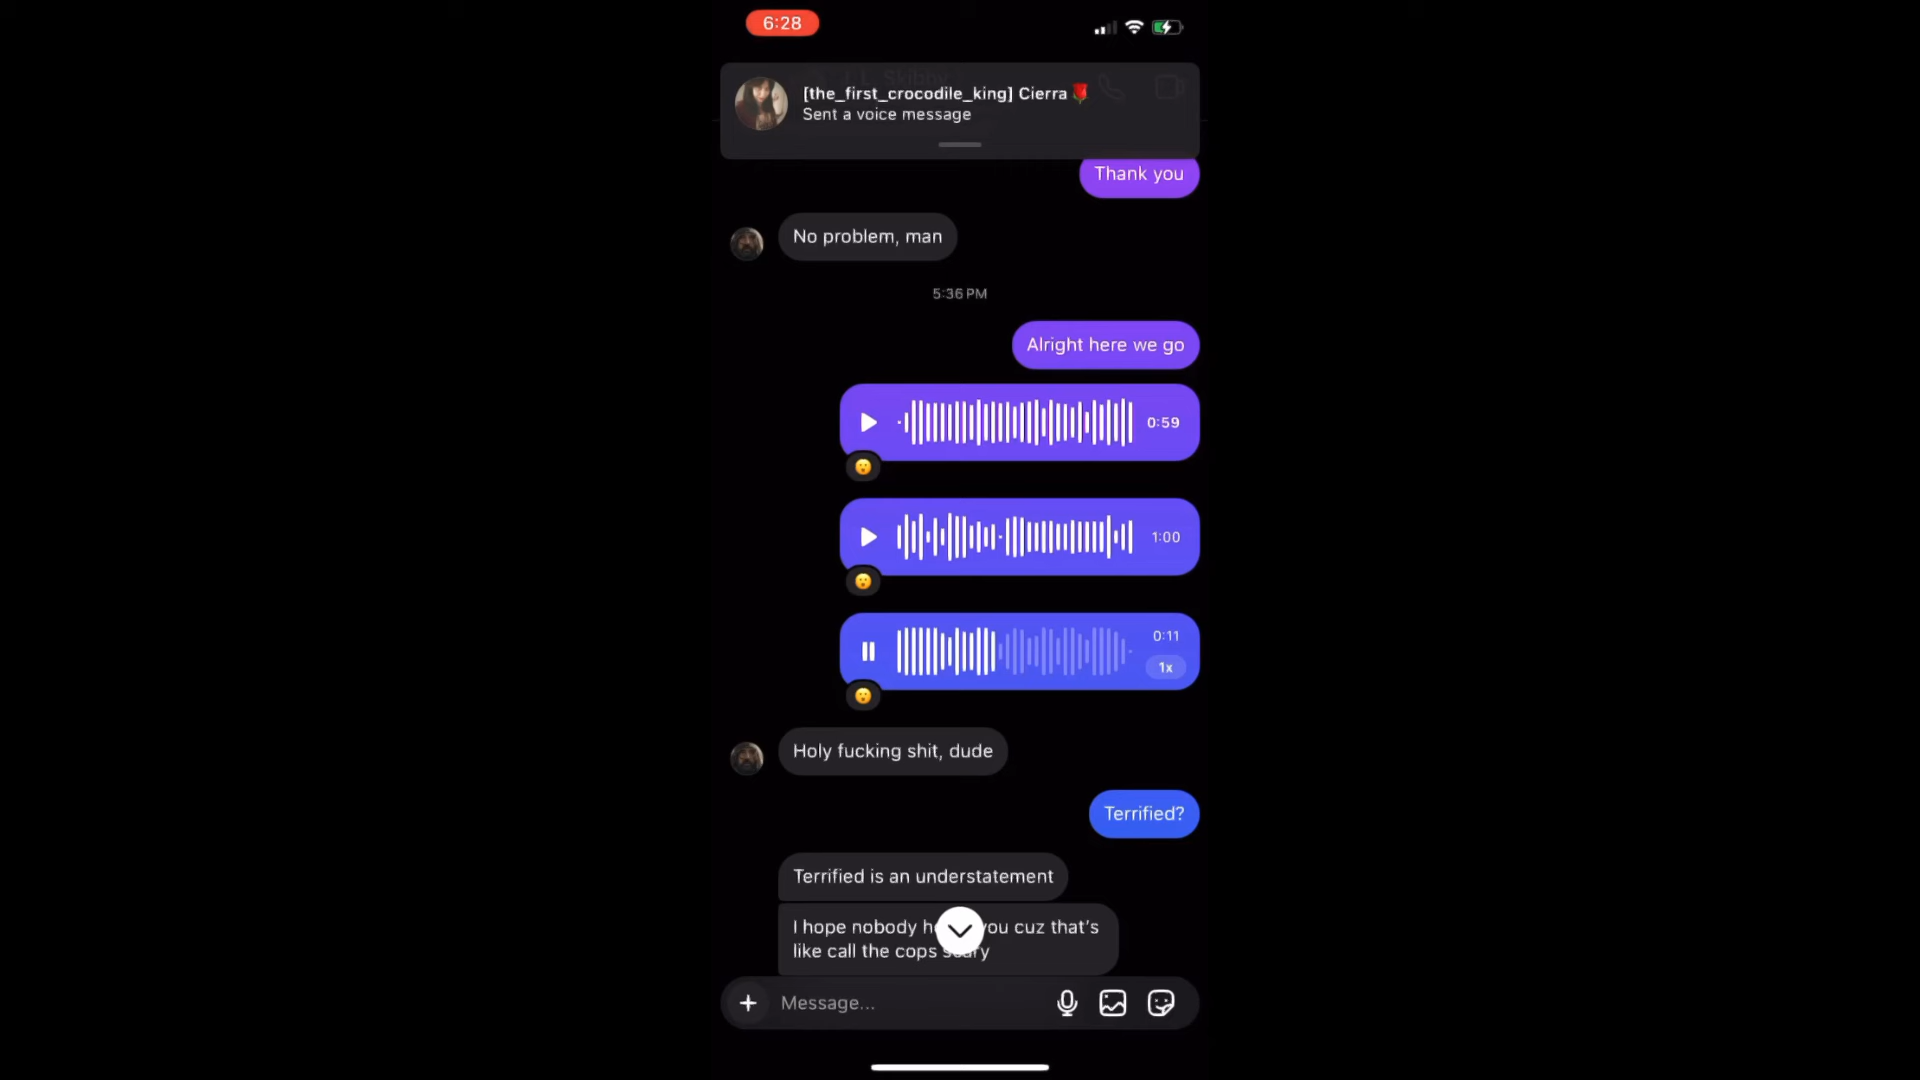 6:28
[the_first_crocodile_king] Cierra🌹
Sent a voice message
Thank you
No problem, man
5:36 PM
Alright here we go
0:59
1:00
0:11
1x
Holy fucking shit, dude
Terrified?
Terrified is an understatement
I hope nobody you cuz that's
like call the cops scary
Message...